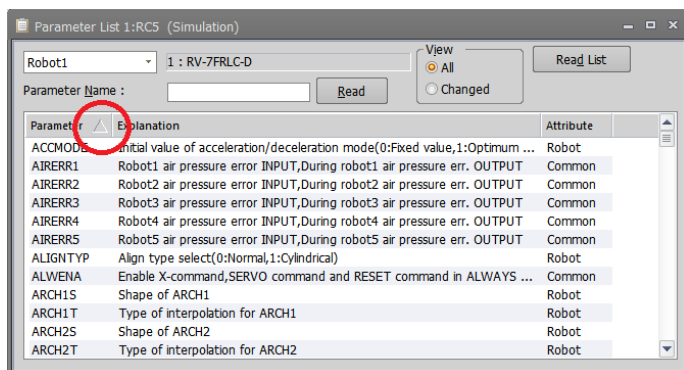 Parameter List 1:RC5 (Simulation)
Robot1 1 : RV-7FRLC-D View All Read List
Parameter Name : Read Changed
Parameter Explanation Attribute
ACCMODE Initial value of acceleration/deceleration mode(0:Fixed value,1:Optimum ... Robot
AIRERR1 Robot1 air pressure error INPUT,During robot1 air pressure err. OUTPUT Common
AIRERR2 Robot2 air pressure error INPUT,During robot2 air pressure err. OUTPUT Common
AIRERR3 Robot3 air pressure error INPUT,During robot3 air pressure err. OUTPUT Common
AIRERR4 Robot4 air pressure error INPUT,During robot4 air pressure err. OUTPUT Common
AIRERR5 Robot5 air pressure error INPUT,During robot5 air pressure err. OUTPUT Common
ALIGNTYP Align type select(0:Normal,1:Cylindrical) Robot
ALWENA Enable X-command,SERVO command and RESET command in ALWAYS ... Common
ARCH1S Shape of ARCH1 Robot
ARCH1T Type of interpolation for ARCH1 Robot
ARCH2S Shape of ARCH2 Robot
ARCH2T Type of interpolation for ARCH2 Robot